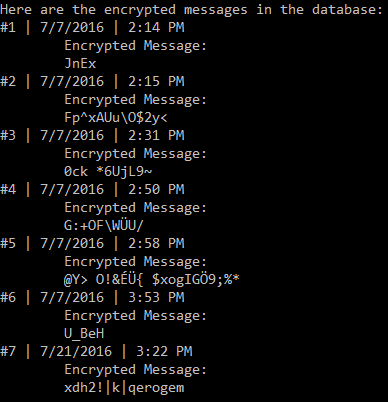 Here are the encrypted messages in the database:
#1 | 7/7/2016 | 2:14 PM
Encrypted Message:
JnEx
#2 | 7/7/2016 | 2:15 PM
Encrypted Message:
Fp^xAUu\O$2y<
#3 | 7/7/2016 | 2:31 PM
Encrypted Message:
0ck *6UjL9~
#4 | 7/7/2016 | 2:50 PM
Encrypted Message:
G:+OF\WÜU/
#5 | 7/7/2016 | 2:58 PM
Encrypted Message:
@Y> O!&ÉÜ{ $xogIGÖ9;%*
#6 | 7/7/2016 | 3:53 PM
Encrypted Message:
U_BeH
#7 | 7/21/2016 | 3:22 PM
Encrypted Message:
xdh2!|k|qerogem